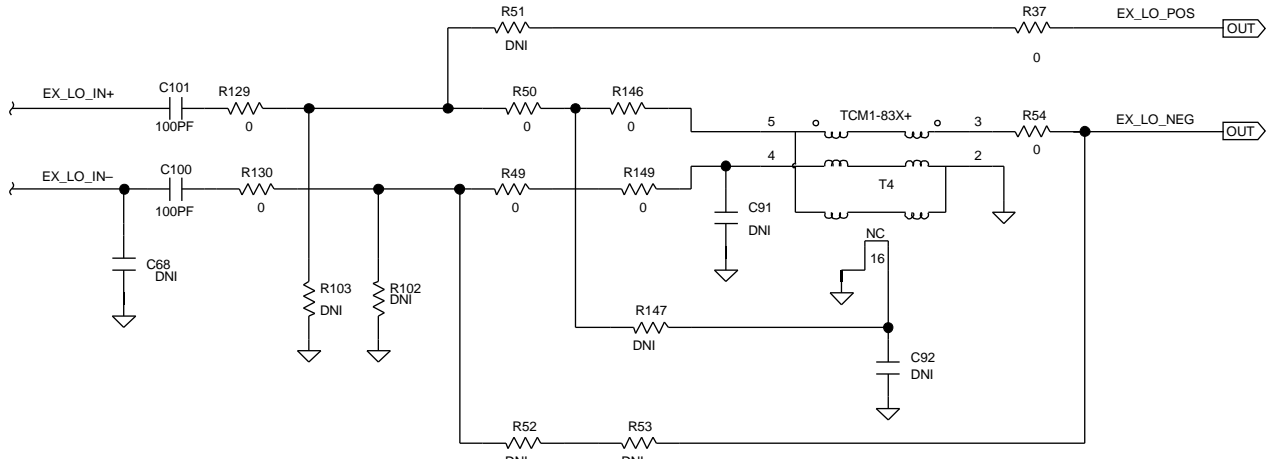 R51
DNI
R37
0
EX_LO_POS
OUT
EX_LO_IN+
C101
100PF
R129
0
R50
0
R146
0
5
TCM1-83X+
3
R54
0
EX_LO_NEG
OUT
EX_LO_IN–
C100
100PF
R130
0
R49
0
R149
0
4
2
T4
C91
DNI
NC
16
C68
DNI
R103
DNI
R102
DNI
R147
DNI
C92
DNI
R52
DNI
R53
DNI